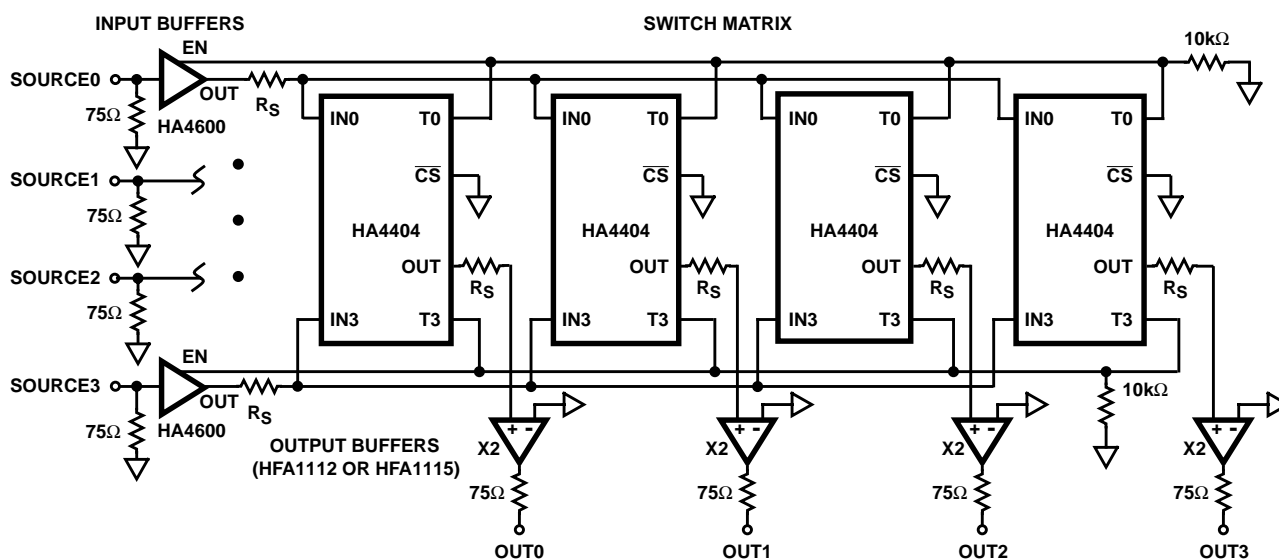 INPUT BUFFERS
SWITCH MATRIX
EN
10kΩ
SOURCE0
OUT
RS
75Ω
HA4600
IN0 T0
IN0 T0
IN0 T0
IN0 T0
CS
CS
CS
CS
SOURCE1
75Ω
HA4404
HA4404
HA4404
HA4404
SOURCE2
OUT
OUT
OUT
OUT
RS
RS
RS
RS
75Ω
IN3 T3
IN3 T3
IN3 T3
IN3 T3
EN
SOURCE3
OUT
RS
10kΩ
75Ω
HA4600
OUTPUT BUFFERS
(HFA1112 OR HFA1115)
+ -
+ -
+ -
+ -
X2
X2
X2
X2
75Ω
75Ω
75Ω
75Ω
OUT0
OUT1
OUT2
OUT3